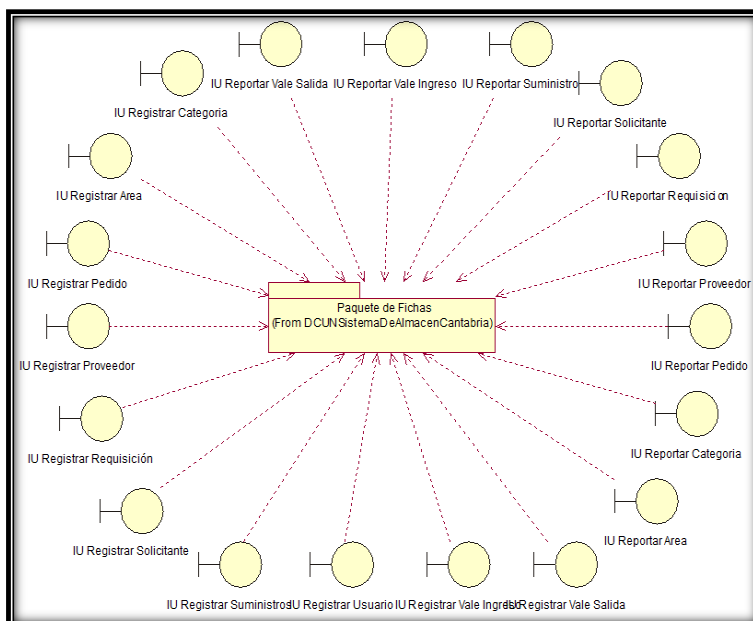 IU Reportar Vale Salida
IU Reportar Vale Ingreso
IU Reportar Suministro
IU Registrar Categoria
IU Reportar Solicitante
IU Registrar Area
IU Reportar Requisicion
IU Registrar Pedido
IU Reportar Proveedor
Paquete de Fichas
(From DCUNSistemaDeAlmacenCantabria)
IU Registrar Proveedor
IU Reportar Pedido
IU Registrar Requisición
IU Reportar Categoria
IU Registrar Solicitante
IU Reportar Area
IU Registrar Suministros
IU Registrar Usuario
IU Registrar Vale Ingreso
IU Registrar Vale Salida